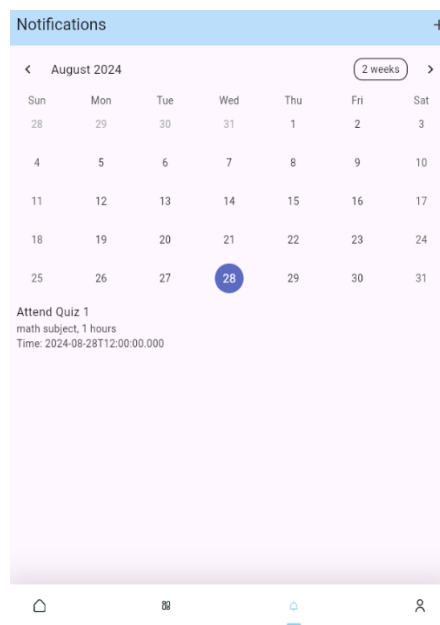 Notifications +
< August 2024 2 weeks >
Sun Mon Tue Wed Thu Fri Sat
28 29 30 31 1 2 3
4 5 6 7 8 9 10
11 12 13 14 15 16 17
18 19 20 21 22 23 24
25 26 27 28 29 30 31
Attend Quiz 1
math subject, 1 hours
Time: 2024-08-28T12:00:00.000